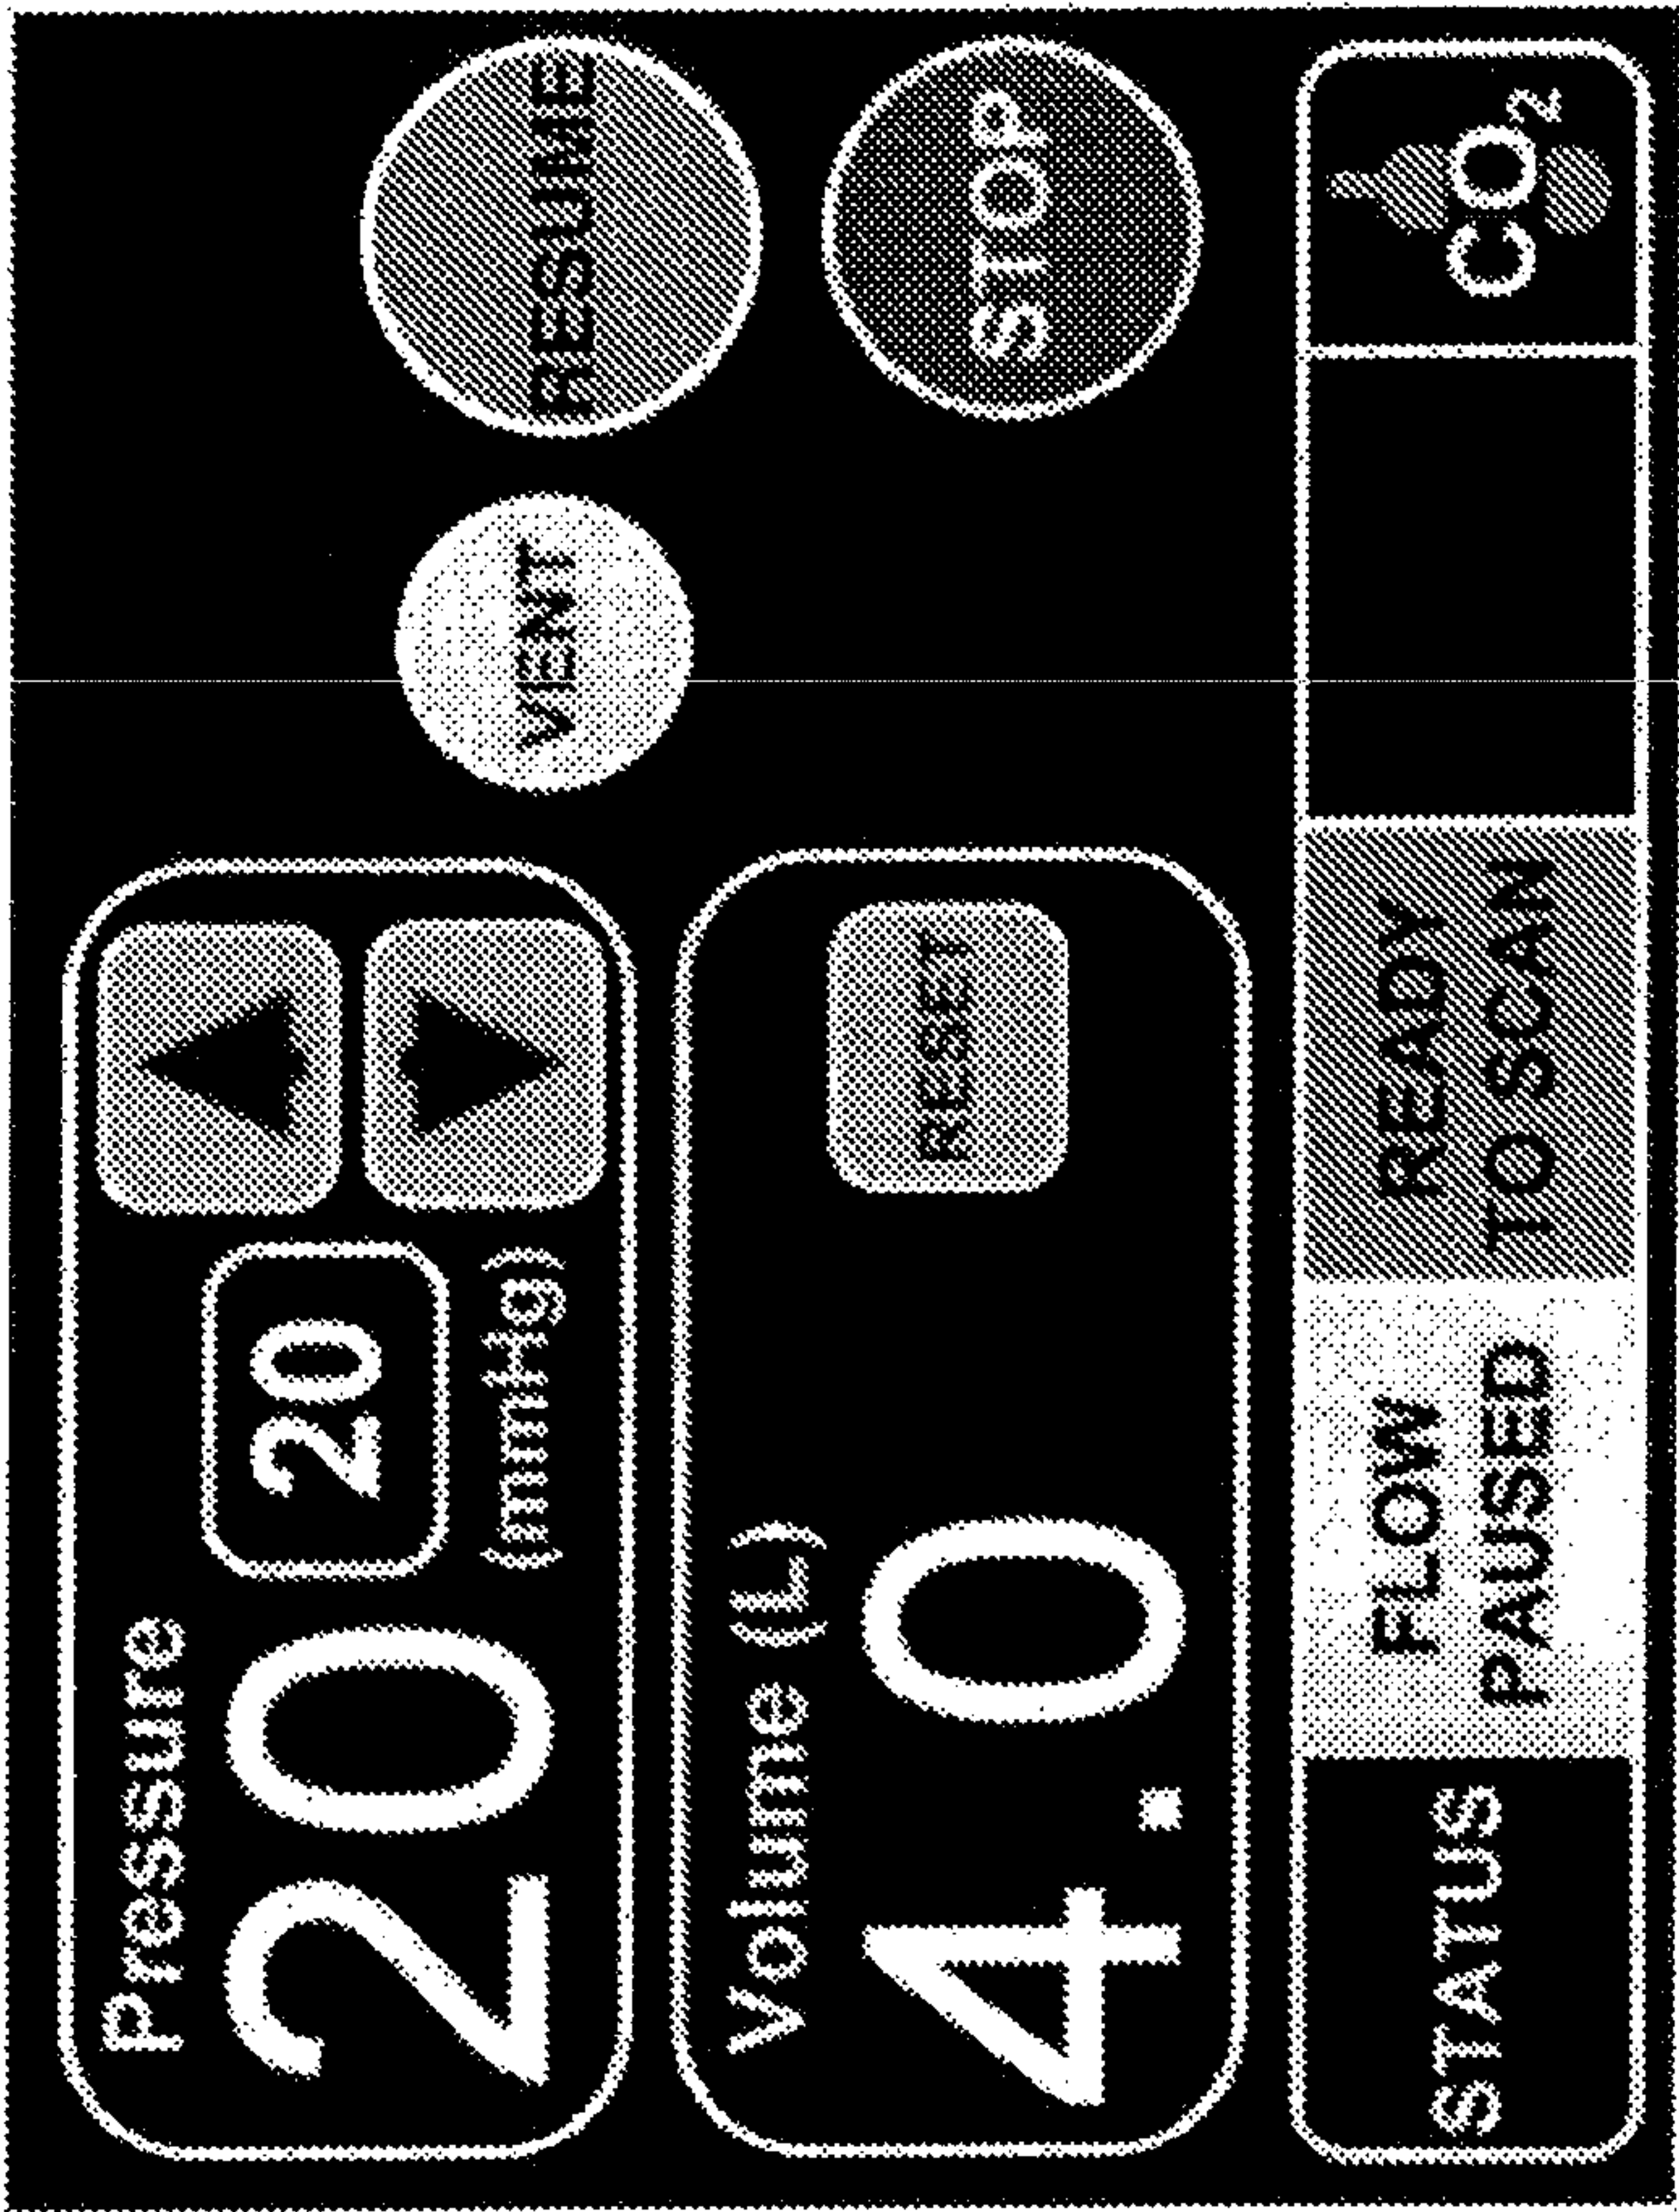 Pressure
20
20
(mmHg)
VENT
RESUME
Volume (L)
4.0
RESET
STOP
STATUS
FLOW
PAUSED
READY
TO SCAN
CO₂